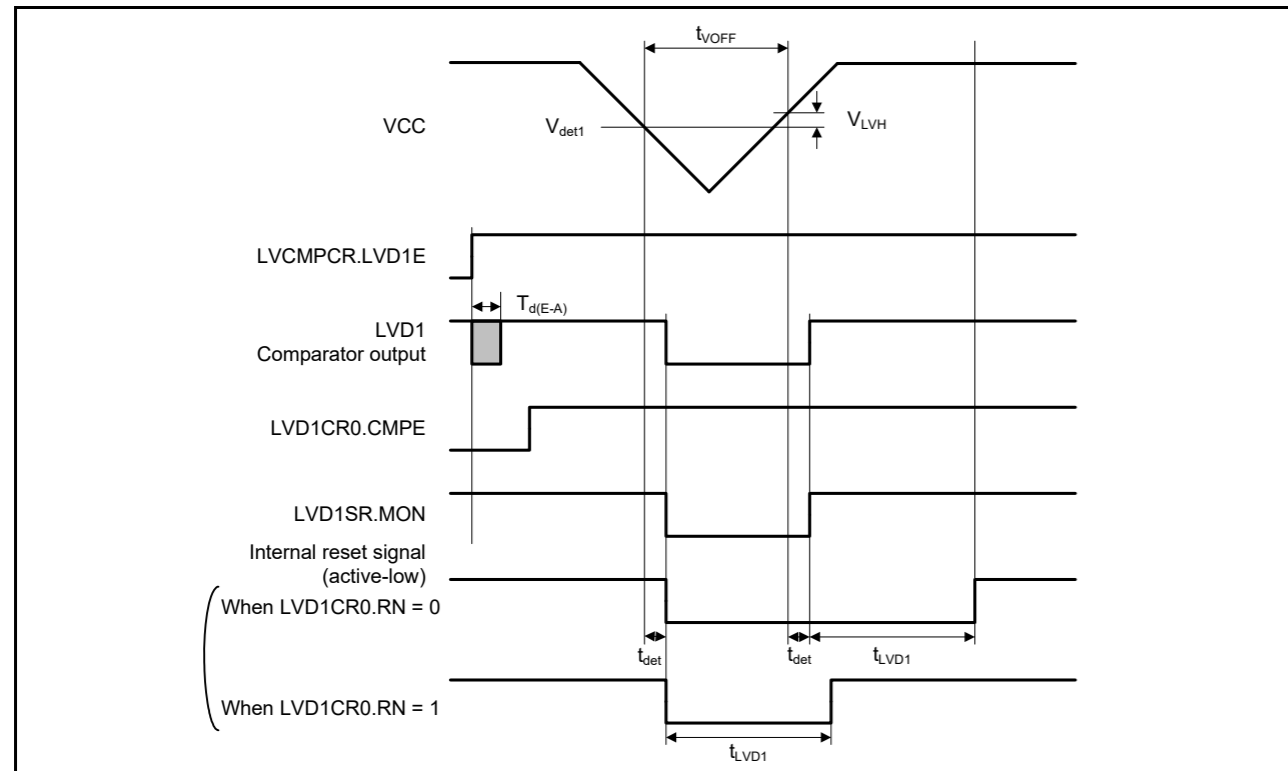 tVOFF
VCC
Vdet1
VLVH
LVCMPCR.LVD1E
Td(E-A)
LVD1
Comparator output
LVD1CR0.CMPE
LVD1SR.MON
Internal reset signal
(active-low)
When LVD1CR0.RN = 0
tdet
tdet
tLVD1
When LVD1CR0.RN = 1
tLVD1